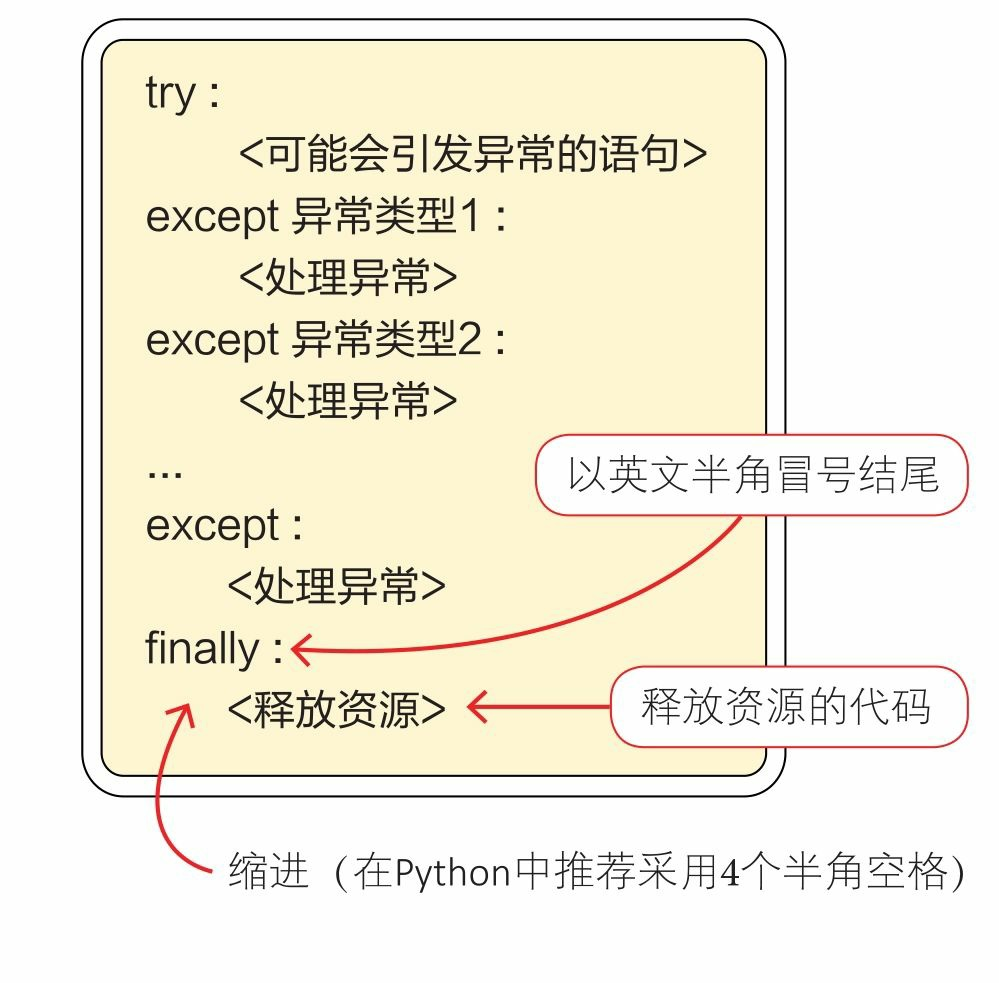 try :
<可能会引发异常的语句>
except 异常类型1 :
<处理异常>
except 异常类型2 :
<处理异常>
...
以英文半角冒号结尾
except :
<处理异常>
finally :
<释放资源>
释放资源的代码
缩进（在Python中推荐采用4个半角空格）